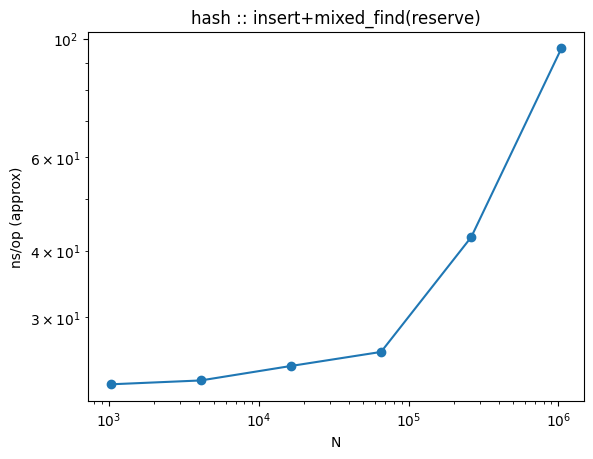 hash :: insert+mixed_find(reserve)
ns/op (approx)
10²
6 × 10¹
4 × 10¹
3 × 10¹
10³ 10⁴ 10⁵ 10⁶
N